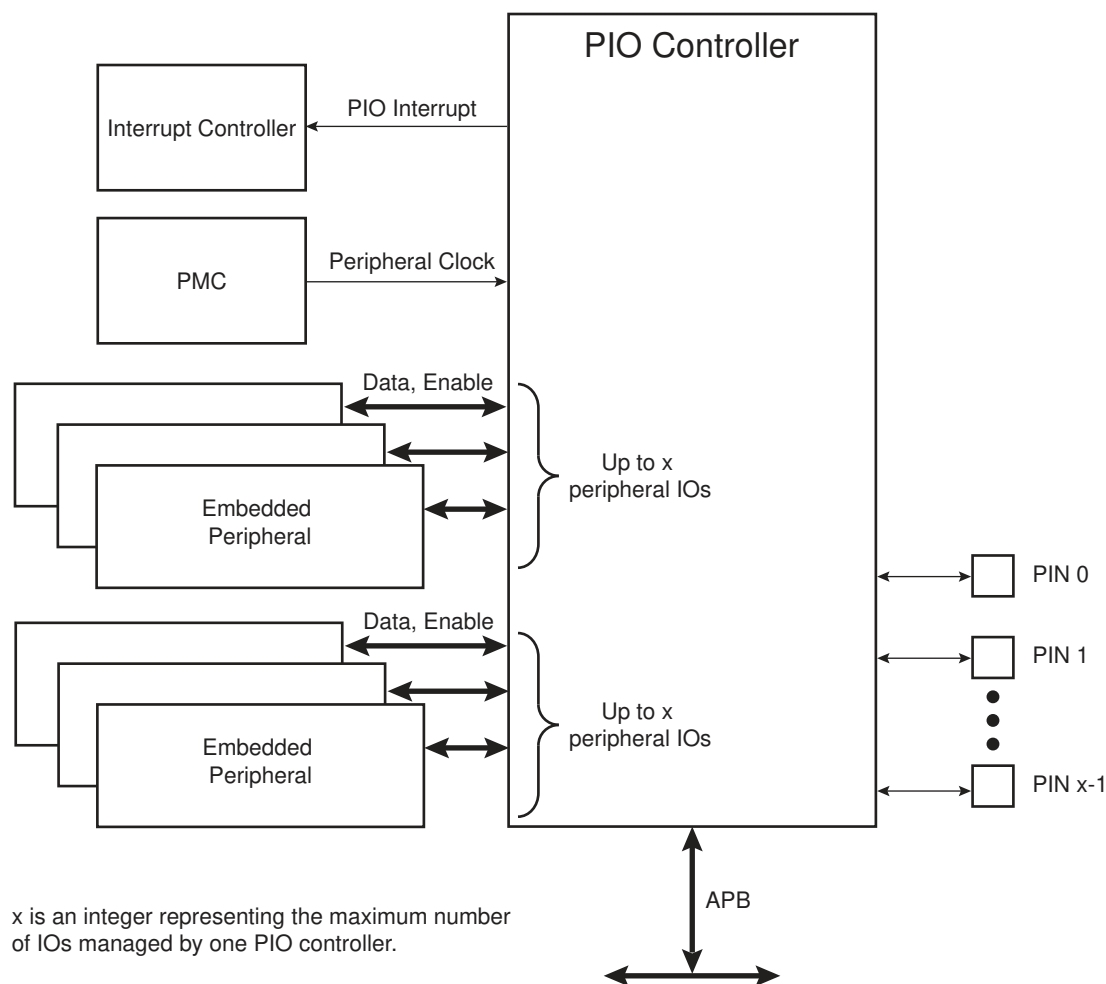 PIO Controller
PIO Interrupt
Interrupt Controller
Peripheral Clock
PMC
Data, Enable
Up to x
peripheral IOs
Embedded
Peripheral
PIN 0
Data, Enable
PIN 1
Up to x
peripheral IOs
Embedded
Peripheral
PIN x-1
APB
x is an integer representing the maximum number
of IOs managed by one PIO controller.